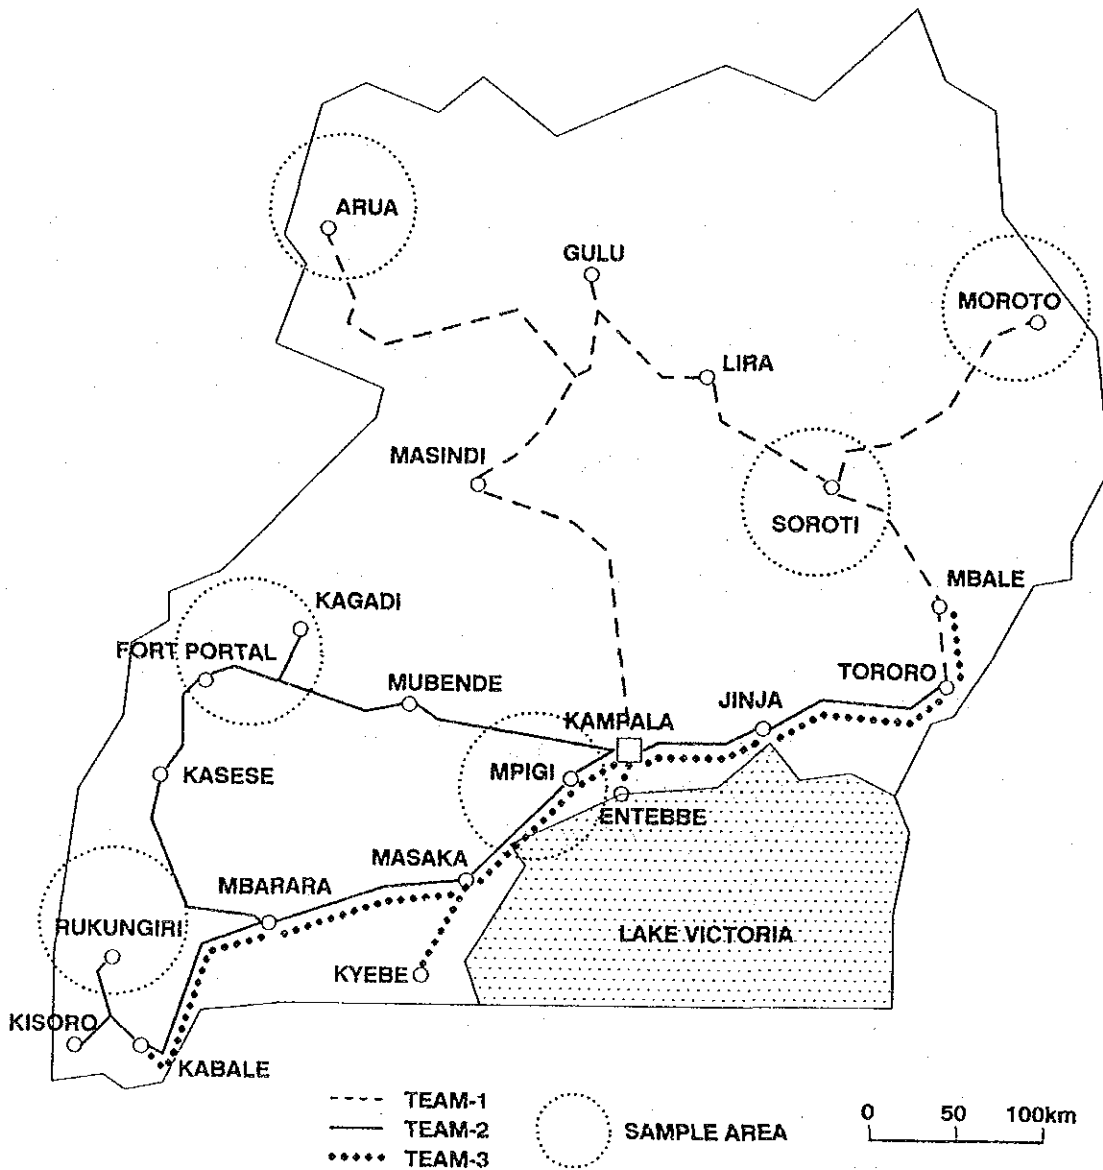 ARUA
GULU
MOROTO
LIRA
MASINDI
SOROTI
MBALE
KAGADI
FORT PORTAL
TORORO
MUBENDE
JINJA
KAMPALA
MPIGI
KASESE
ENTEBBE
MASAKA
MBARARA
RUKUNGIRI
LAKE VICTORIA
KYEBE
KISORO
KABALE
TEAM-1
TEAM-2
TEAM-3
SAMPLE AREA
0 50 100km